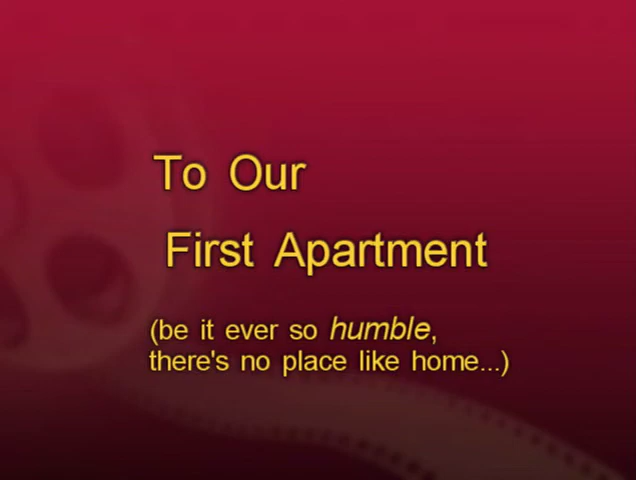 To Our
First Apartment
(be it ever so humble,
there's no place like home...)